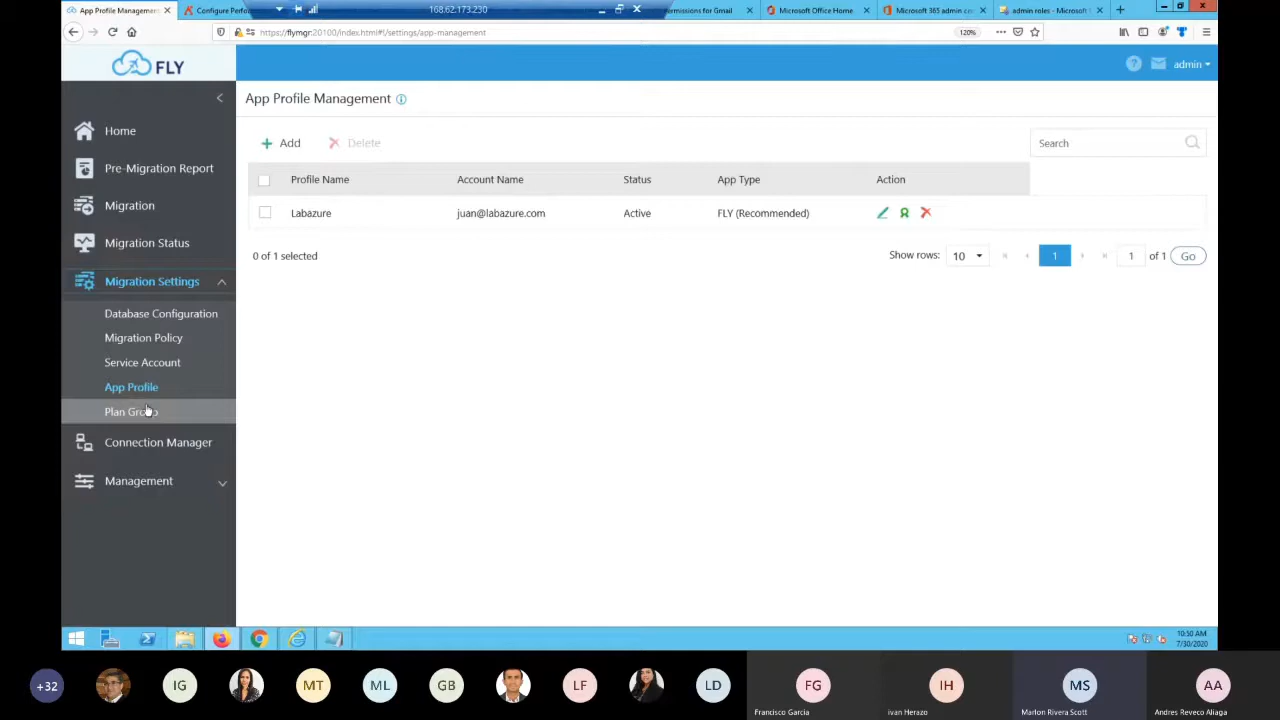 App Profile Management
Configure Perfo
168.62.173.230
rmissions for Gmail
Microsoft Office Home
Microsoft 365 admin ce
admin roles - Microsoft
https://flymgr:20100/index.html#!/settings/app-management
120%
FLY
admin
App Profile Management
Home
Pre-Migration Report
Migration
Migration Status
Migration Settings
Database Configuration
Migration Policy
Service Account
App Profile
Plan Group
Connection Manager
Management
Add
Delete
Search
Profile Name
Account Name
Status
App Type
Action
Labazure
juan@labazure.com
Active
FLY (Recommended)
0 of 1 selected
Show rows:
10
1
1
of 1
Go
10:50 AM
7/30/2020
+32
IG
MT
ML
GB
LF
LD
FG
IH
MS
AA
Francisco Garcia
ivan Herazo
Marlon Rivera Scott
Andres Reveco Aliaga